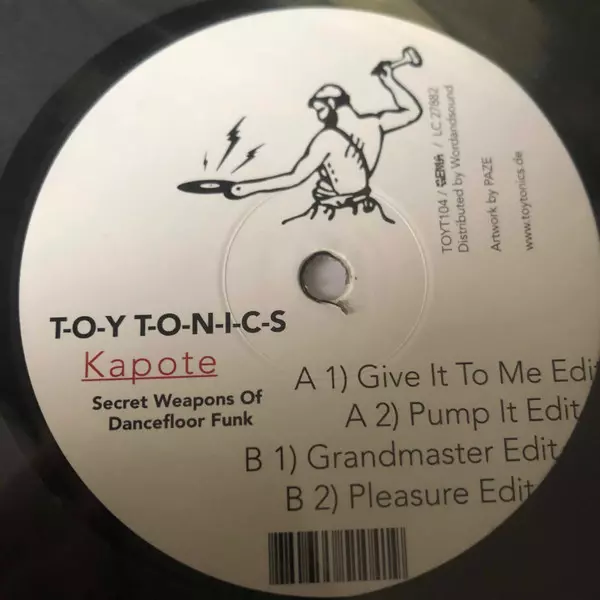 TOYT104 / GEMA / LC 27882
Distributed by Wordandsound
Artwork by PAZE
www.toytonics.de
T-O-Y T-O-N-I-C-S
Kapote
Secret Weapons Of
Dancefloor Funk
A 1) Give It To Me Edit
A 2) Pump It Edit
B 1) Grandmaster Edit
B 2) Pleasure Edit